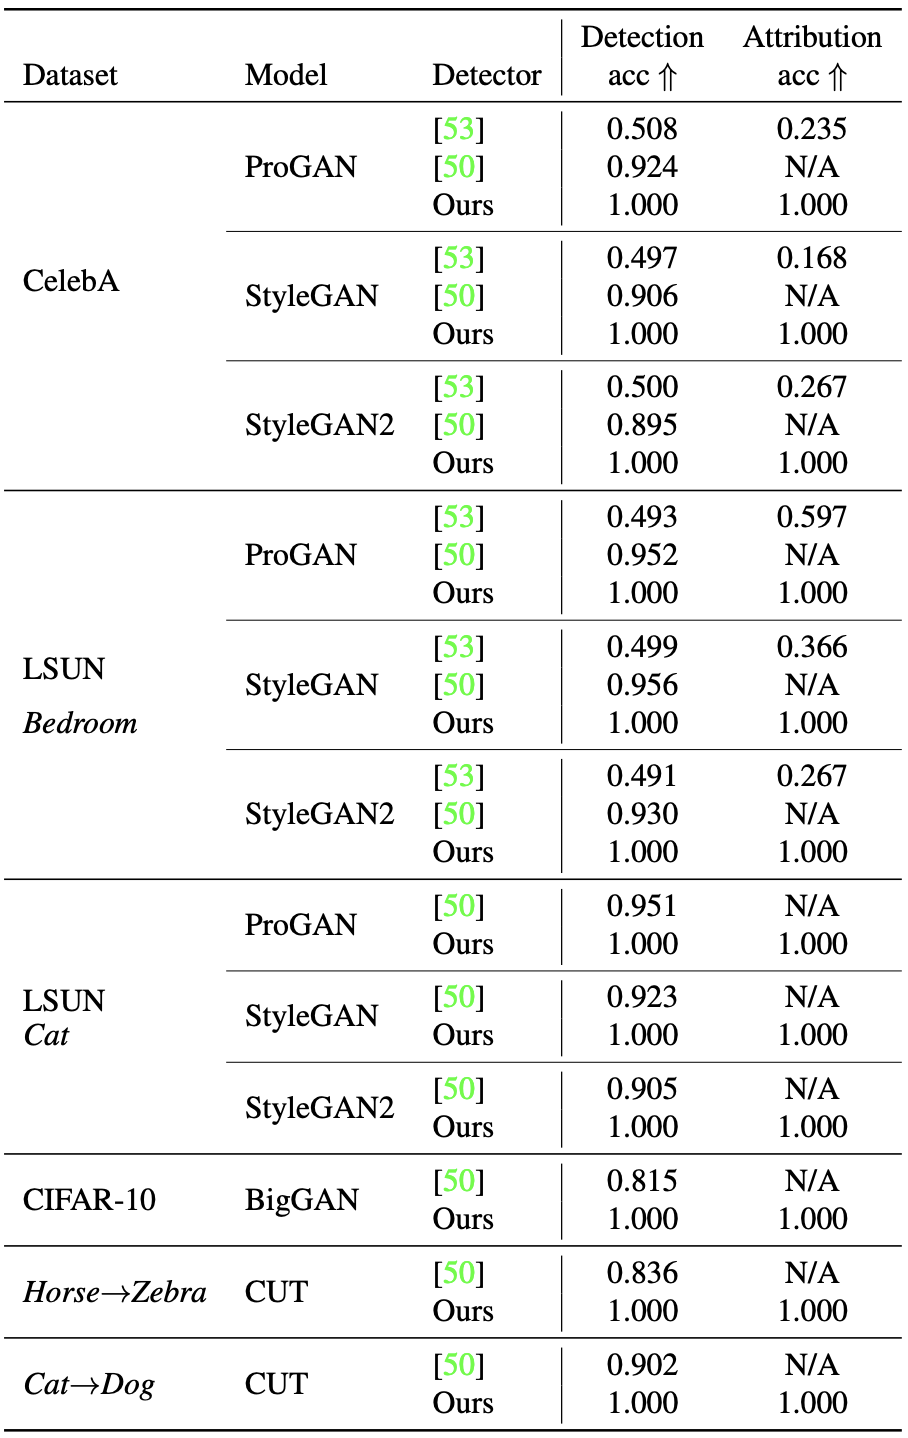 Dataset Model Detector Detection acc ⇑ Attribution acc ⇑
CelebA ProGAN [53] 0.508 0.235
[50] 0.924 N/A
Ours 1.000 1.000
StyleGAN [53] 0.497 0.168
[50] 0.906 N/A
Ours 1.000 1.000
StyleGAN2 [53] 0.500 0.267
[50] 0.895 N/A
Ours 1.000 1.000
LSUN Bedroom ProGAN [53] 0.493 0.597
[50] 0.952 N/A
Ours 1.000 1.000
StyleGAN [53] 0.499 0.366
[50] 0.956 N/A
Ours 1.000 1.000
StyleGAN2 [53] 0.491 0.267
[50] 0.930 N/A
Ours 1.000 1.000
LSUN Cat ProGAN [50] 0.951 N/A
Ours 1.000 1.000
StyleGAN [50] 0.923 N/A
Ours 1.000 1.000
StyleGAN2 [50] 0.905 N/A
Ours 1.000 1.000
CIFAR-10 BigGAN [50] 0.815 N/A
Ours 1.000 1.000
Horse→Zebra CUT [50] 0.836 N/A
Ours 1.000 1.000
Cat→Dog CUT [50] 0.902 N/A
Ours 1.000 1.000